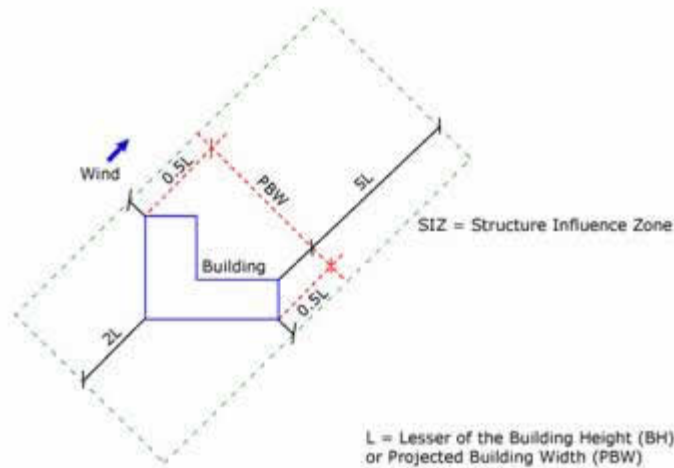 0.5L
Wind
PBW
5L
SIZ = Structure Influence Zone
Building
0.5L
2L
L = Lesser of the Building Height (BH)
or Projected Building Width (PBW)